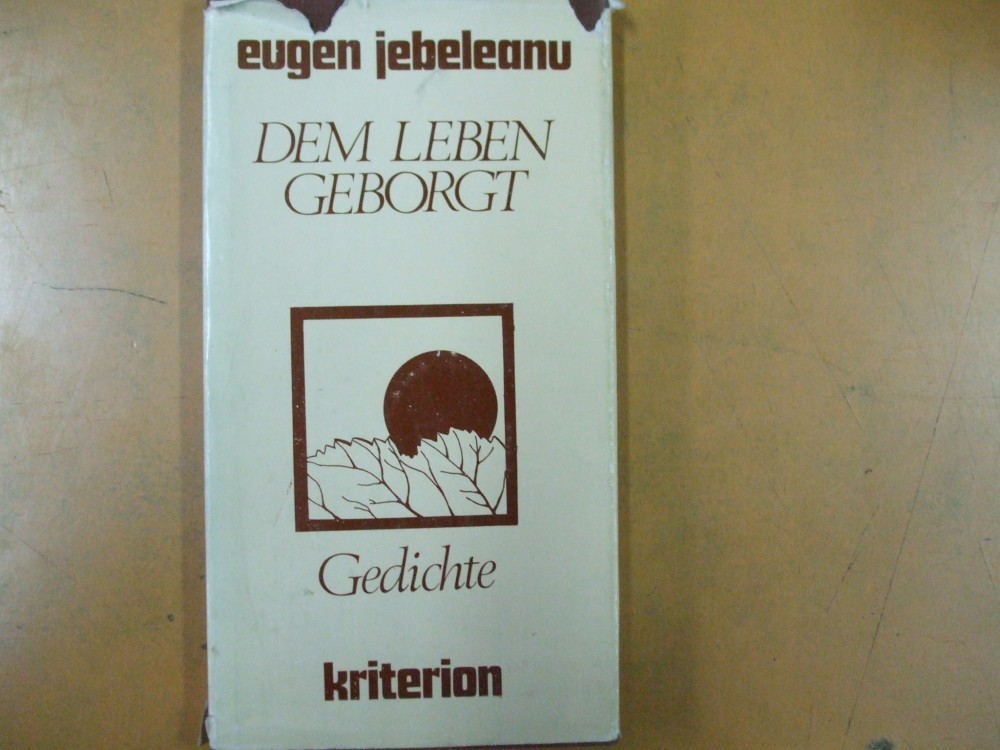 eugen jebeleanu
DEM LEBEN
GEBORGT
Gedichte
kriterion